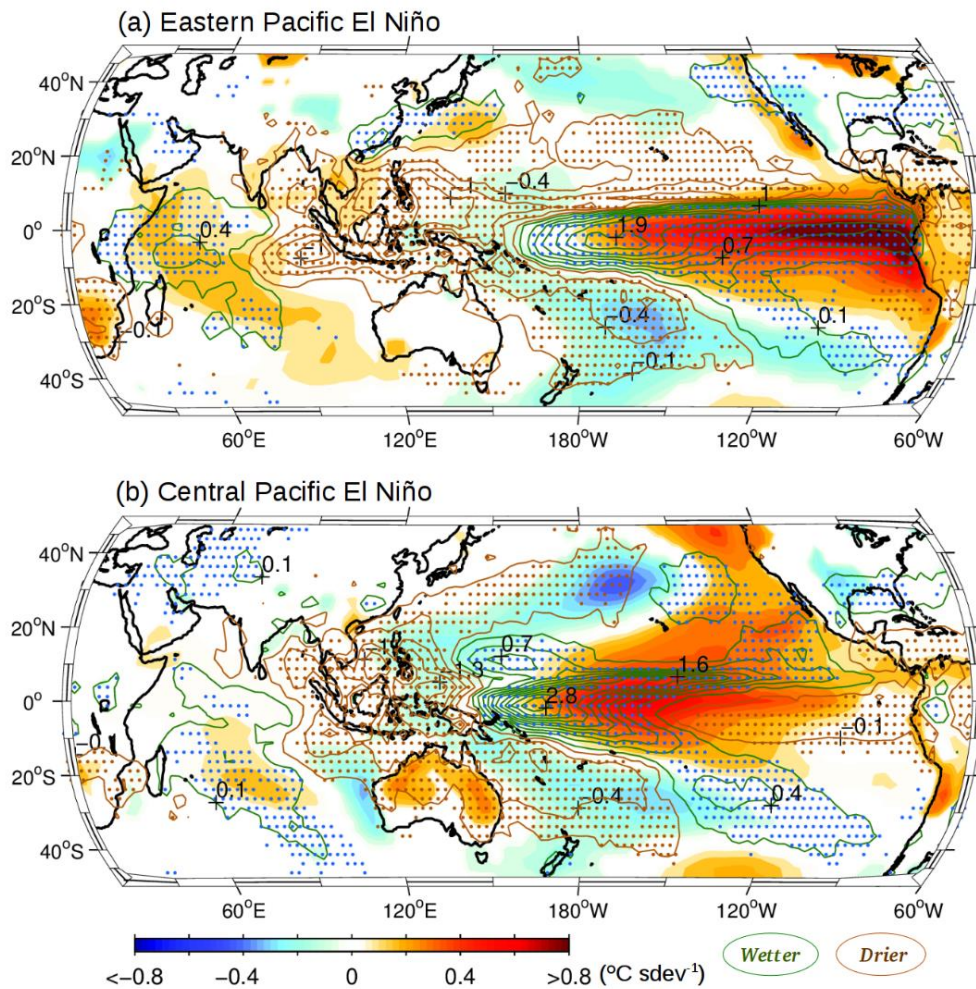 (a) Eastern Pacific El Niño
40°N
20°N
0°
20°S
40°S
0.4
-1
-0.1
-1
-0.4
1
1.9
0.7
-0.4
0.1
-0.1
60°E 120°E 180°W 120°W 60°W
(b) Central Pacific El Niño
40°N
20°N
0°
20°S
40°S
0.1
0.7
1.6
1.3
2.8
-0.1
0.1
-0.4
0.4
60°E 120°E 180°W 120°W 60°W
<-0.8 -0.4 0 0.4 >0.8 (°C sdev⁻¹)
Wetter Drier